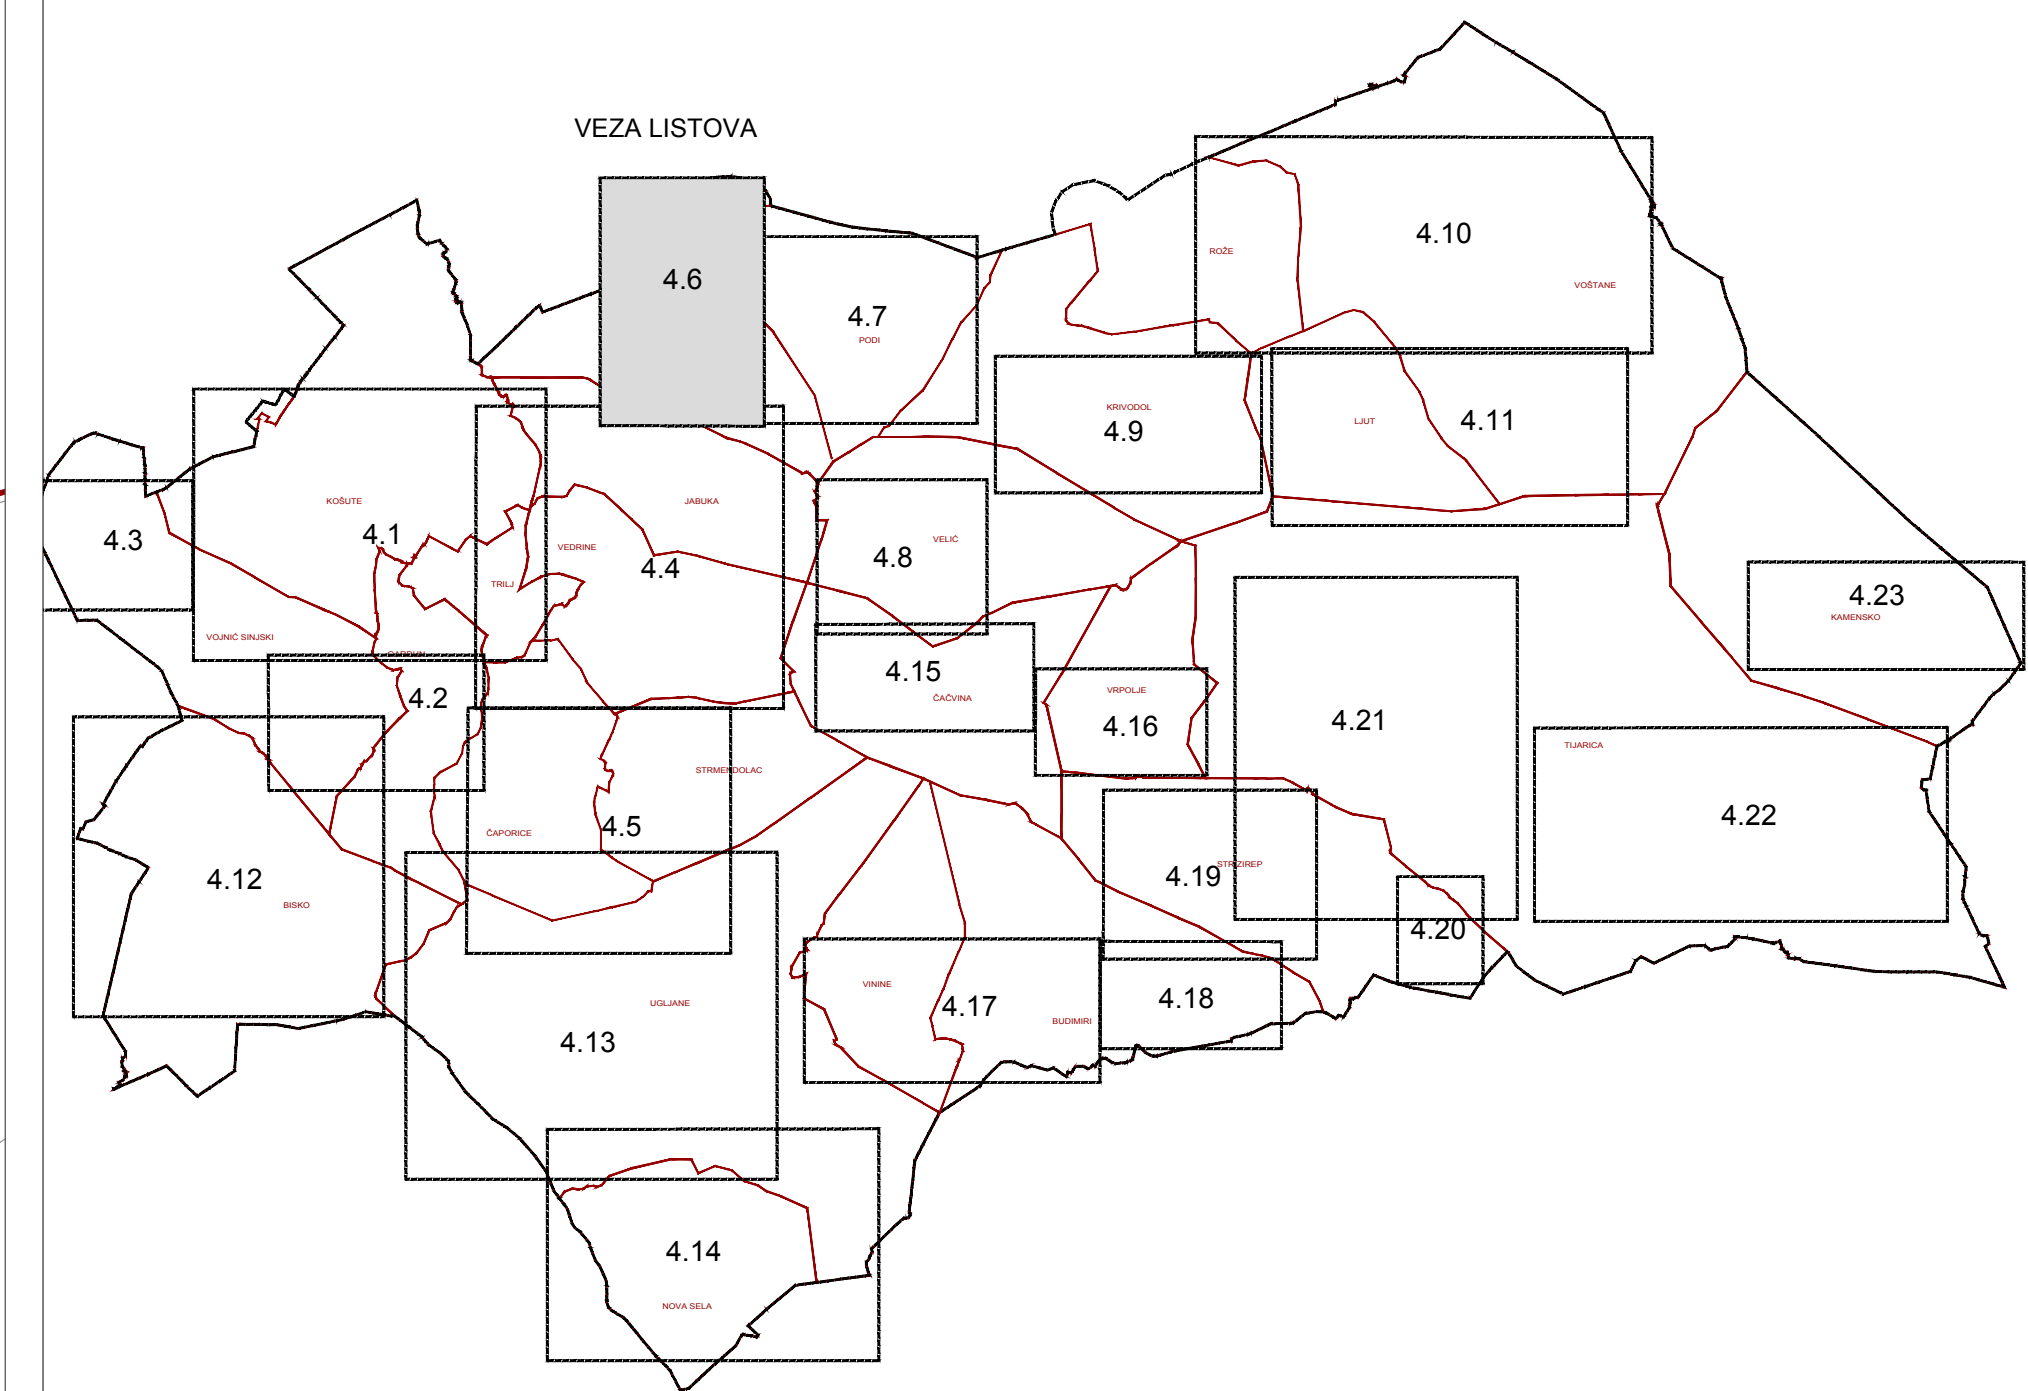 VEZA LISTOVA
4.10
ROŽE
4.6
VOŠTANE
4.7
PODI
KRIVODOL
4.9
LJUT
4.11
KOŠUTE
JABUKA
4.1
4.3
VEDRINE
VELIĆ
4.8
4.4
TRILJ
4.23
KAMENSKO
VOJNIĆ SINJSKI
GARDUN
4.15
4.2
ČAČVINA
VRPOLJE
4.16
4.21
TIJARICA
STRMENDOLAC
4.22
4.5
ČAPORICE
STRIZIREP
4.19
4.12
BISKO
4.20
VININE
UGLJANE
4.17
4.18
BUDIMIRI
4.13
4.14
NOVA SELA